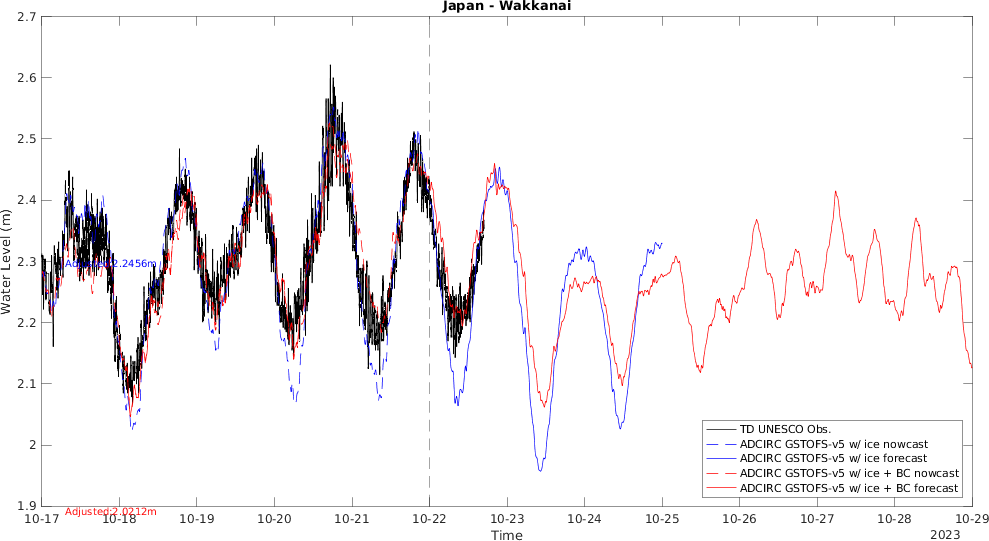 Japan - Wakkanai
2.7
2.6
2.5
2.4
2.3
2.2
2.1
2
1.9
Water Level (m)
Adjusted:2.2456m
Adjusted:2.0212m
TD UNESCO Obs.
ADCIRC GSTOFS-v5 w/ ice nowcast
ADCIRC GSTOFS-v5 w/ ice forecast
ADCIRC GSTOFS-v5 w/ ice + BC nowcast
ADCIRC GSTOFS-v5 w/ ice + BC forecast
10-17 10-18 10-19 10-20 10-21 10-22 10-23 10-24 10-25 10-26 10-27 10-28 10-29
Time
2023